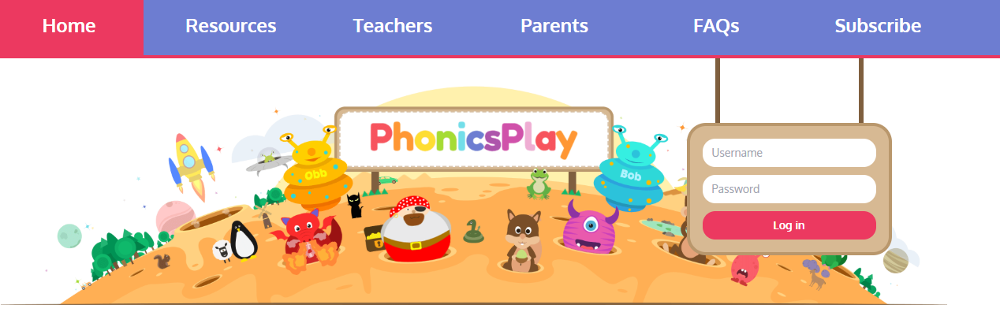 Home Resources Teachers Parents FAQs Subscribe
PhonicsPlay
Obb
Bob
Username
Password
Log in